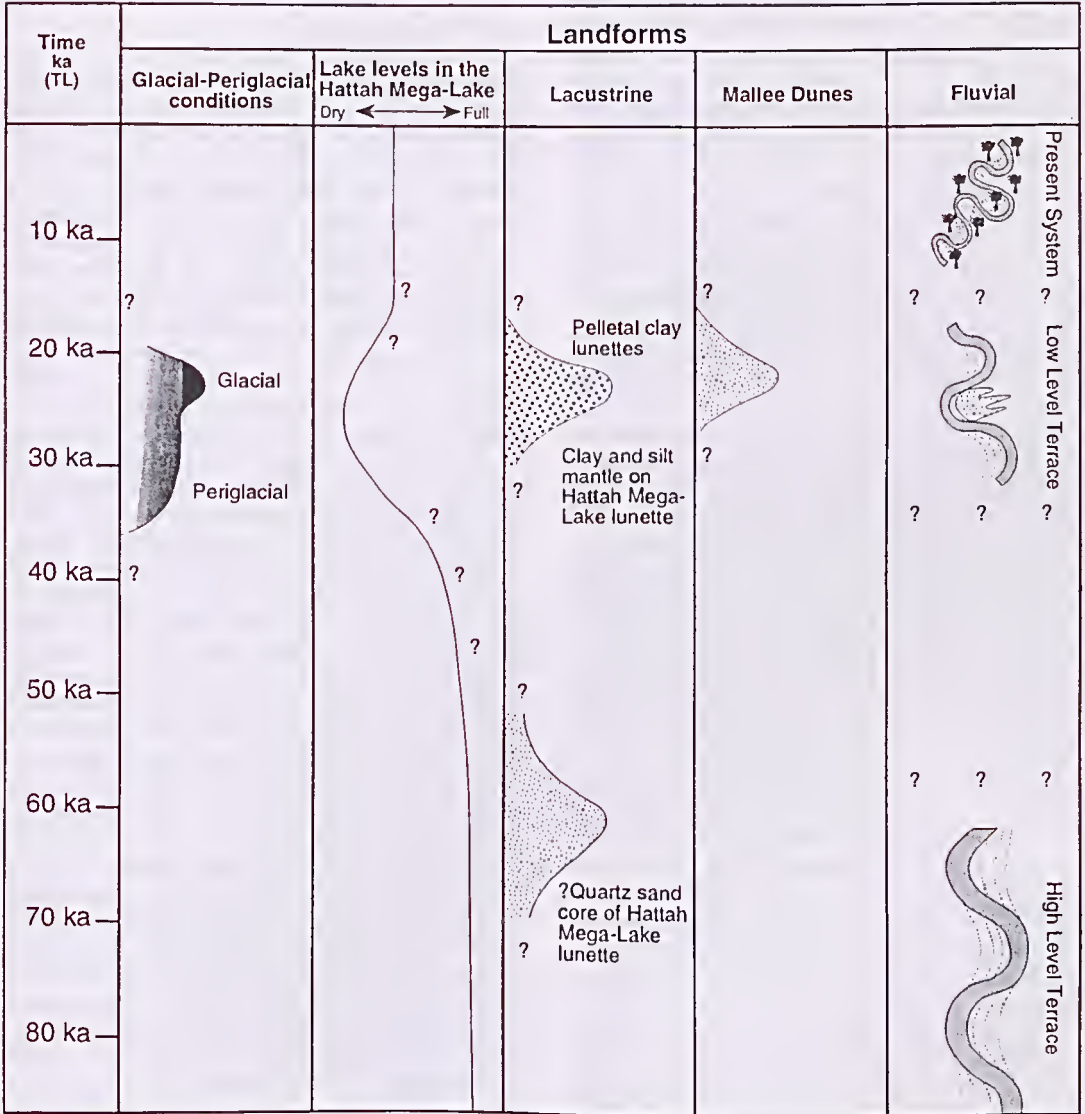 Landforms
Time
ka
(TL)
Glacial-Periglacial
conditions
Lake levels in the
Hattah Mega-Lake
Dry Full
Lacustrine
Mallee Dunes
Fluvial
10 ka
20 ka
30 ka
40 ka
50 ka
60 ka
70 ka
80 ka
?
Glacial
Periglacial
?
?
?
?
?
?
?
Pelletal clay
lunettes
Clay and silt
mantle on
Hattah Mega-
Lake lunette
?
?
?Quartz sand
core of Hattah
Mega-Lake
lunette
?
?
?
Present System
? ? ?
Low Level Terrace
? ? ?
? ? ?
High Level Terrace